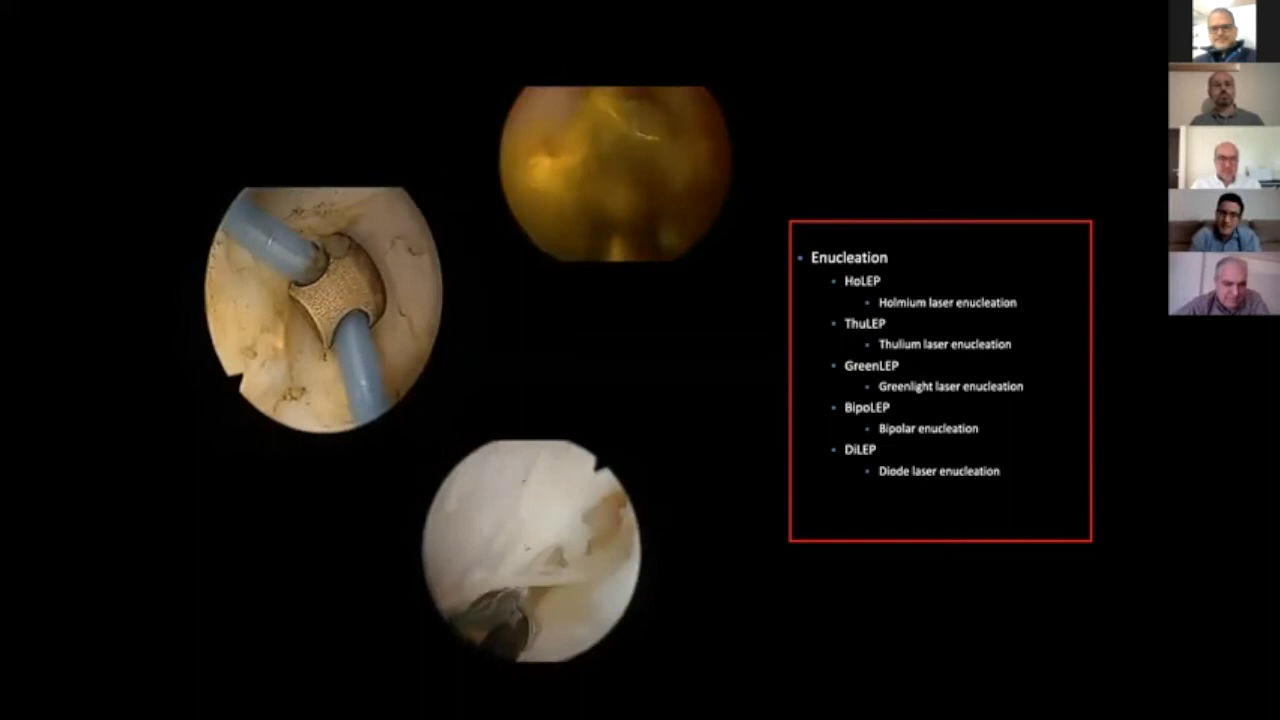 Enucleation
HoLEP
Holmium laser enucleation
ThuLEP
Thulium laser enucleation
GreenLEP
Greenlight laser enucleation
BipoLEP
Bipolar enucleation
DiLEP
Diode laser enucleation